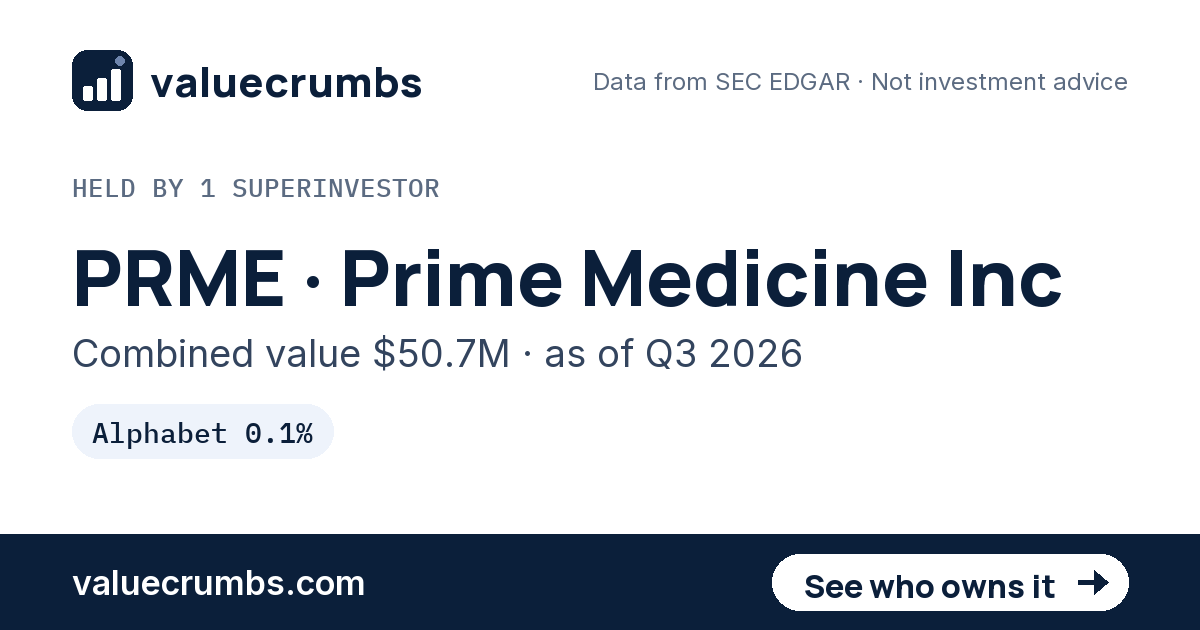 valuecrumbs
Data from SEC EDGAR · Not investment advice
HELD BY 1 SUPERINVESTOR
PRME · Prime Medicine Inc
Combined value $50.7M · as of Q3 2026
Alphabet 0.1%
valuecrumbs.com
See who owns it →